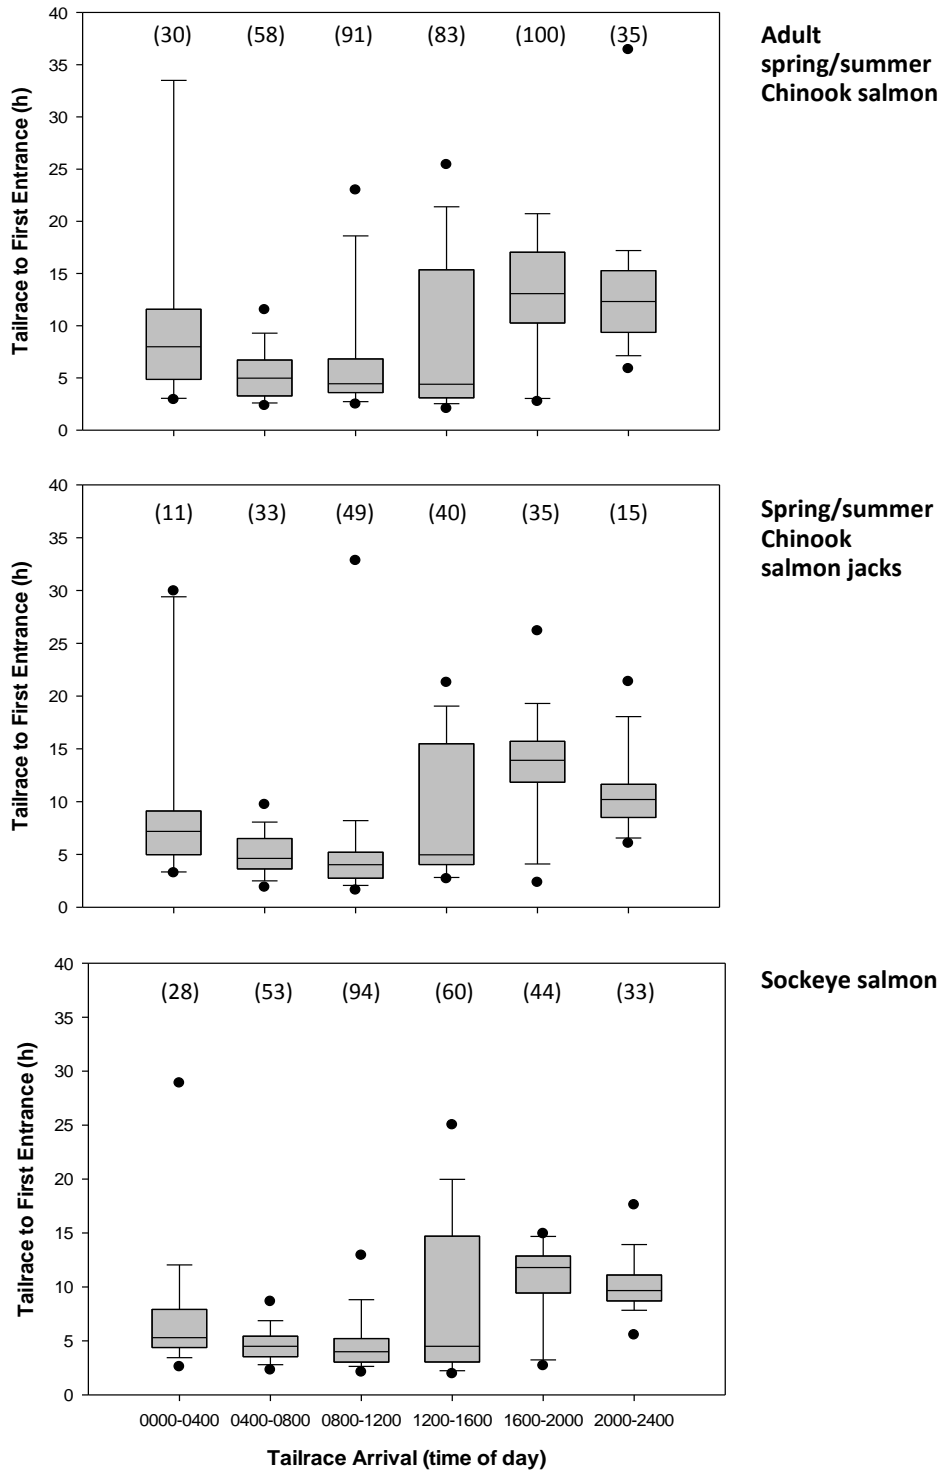 40
35
30
25
20
15
10
5
0
Tailrace to First Entrance (h)
(30) (58) (91) (83) (100) (35)
Adult
spring/summer
Chinook salmon
40
35
30
25
20
15
10
5
0
Tailrace to First Entrance (h)
(11) (33) (49) (40) (35) (15)
Spring/summer
Chinook
salmon jacks
40
35
30
25
20
15
10
5
0
Tailrace to First Entrance (h)
(28) (53) (94) (60) (44) (33)
Sockeye salmon
0000-0400 0400-0800 0800-1200 1200-1600 1600-2000 2000-2400
Tailrace Arrival (time of day)